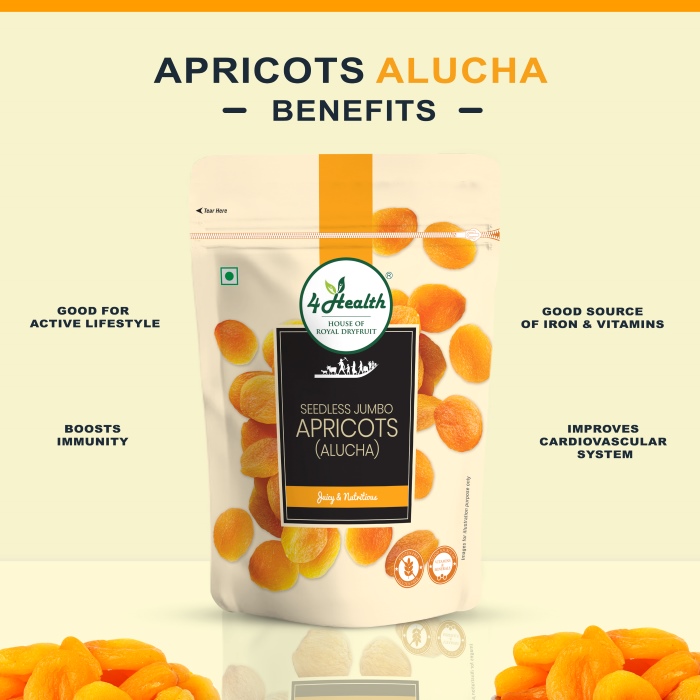 APRICOTS ALUCHA
BENEFITS
Tear Here
4Health
®
HOUSE OF
ROYAL DRYFRUIT
GOOD FOR
ACTIVE LIFESTYLE
GOOD SOURCE
OF IRON & VITAMINS
SEEDLESS JUMBO
APRICOTS
(ALUCHA)
BOOSTS
IMMUNITY
IMPROVES
CARDIOVASCULAR
SYSTEM
Juicy & Nutritious
Images for Illustration Purpose only